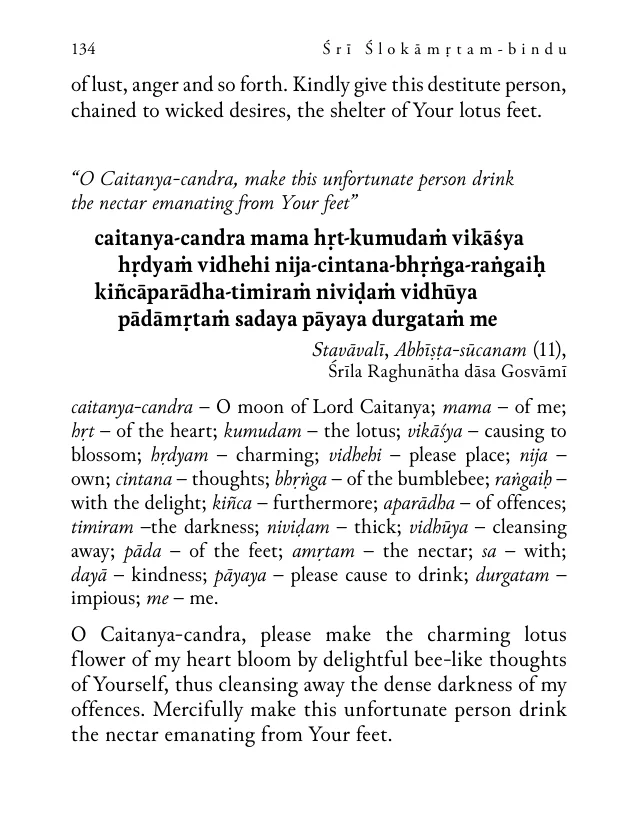 134
Śrī Ślokāmṛtam-bindu
of lust, anger and so forth. Kindly give this destitute person,
chained to wicked desires, the shelter of Your lotus feet.
“O Caitanya-candra, make this unfortunate person drink
the nectar emanating from Your feet”
caitanya-candra mama hṛt-kumudaṁ vikāśya
hṛdyaṁ vidhehi nija-cintana-bhṛṅga-raṅgaiḥ
kiñcāparādha-timiraṁ niviḍaṁ vidhūya
pādāmṛtaṁ sadaya pāyaya durgataṁ me
Stavāvalī, Abhīṣṭa-sūcanam (11),
Śrīla Raghunātha dāsa Gosvāmī
caitanya-candra – O moon of Lord Caitanya; mama – of me;
hṛt – of the heart; kumudam – the lotus; vikāśya – causing to
blossom; hṛdyam – charming; vidhehi – please place; nija –
own; cintana – thoughts; bhṛṅga – of the bumblebee; raṅgaiḥ –
with the delight; kiñca – furthermore; aparādha – of offences;
timiram –the darkness; niviḍam – thick; vidhūya – cleansing
away; pāda – of the feet; amṛtam – the nectar; sa – with;
dayā – kindness; pāyaya – please cause to drink; durgatam –
impious; me – me.
O Caitanya-candra, please make the charming lotus
flower of my heart bloom by delightful bee-like thoughts
of Yourself, thus cleansing away the dense darkness of my
offences. Mercifully make this unfortunate person drink
the nectar emanating from Your feet.